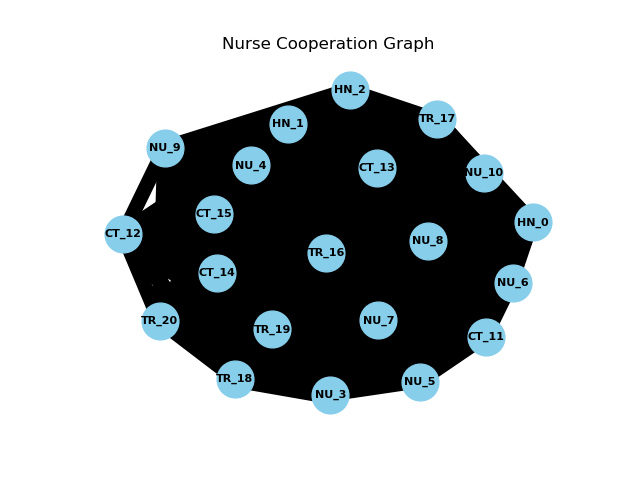 Nurse Cooperation Graph
HN_2
TR_17
HN_1
NU_9
NU_4
CT_13
NU_10
CT_15
HN_0
CT_12
NU_8
TR_16
CT_14
NU_6
TR_20
NU_7
TR_19
CT_11
TR_18
NU_5
NU_3